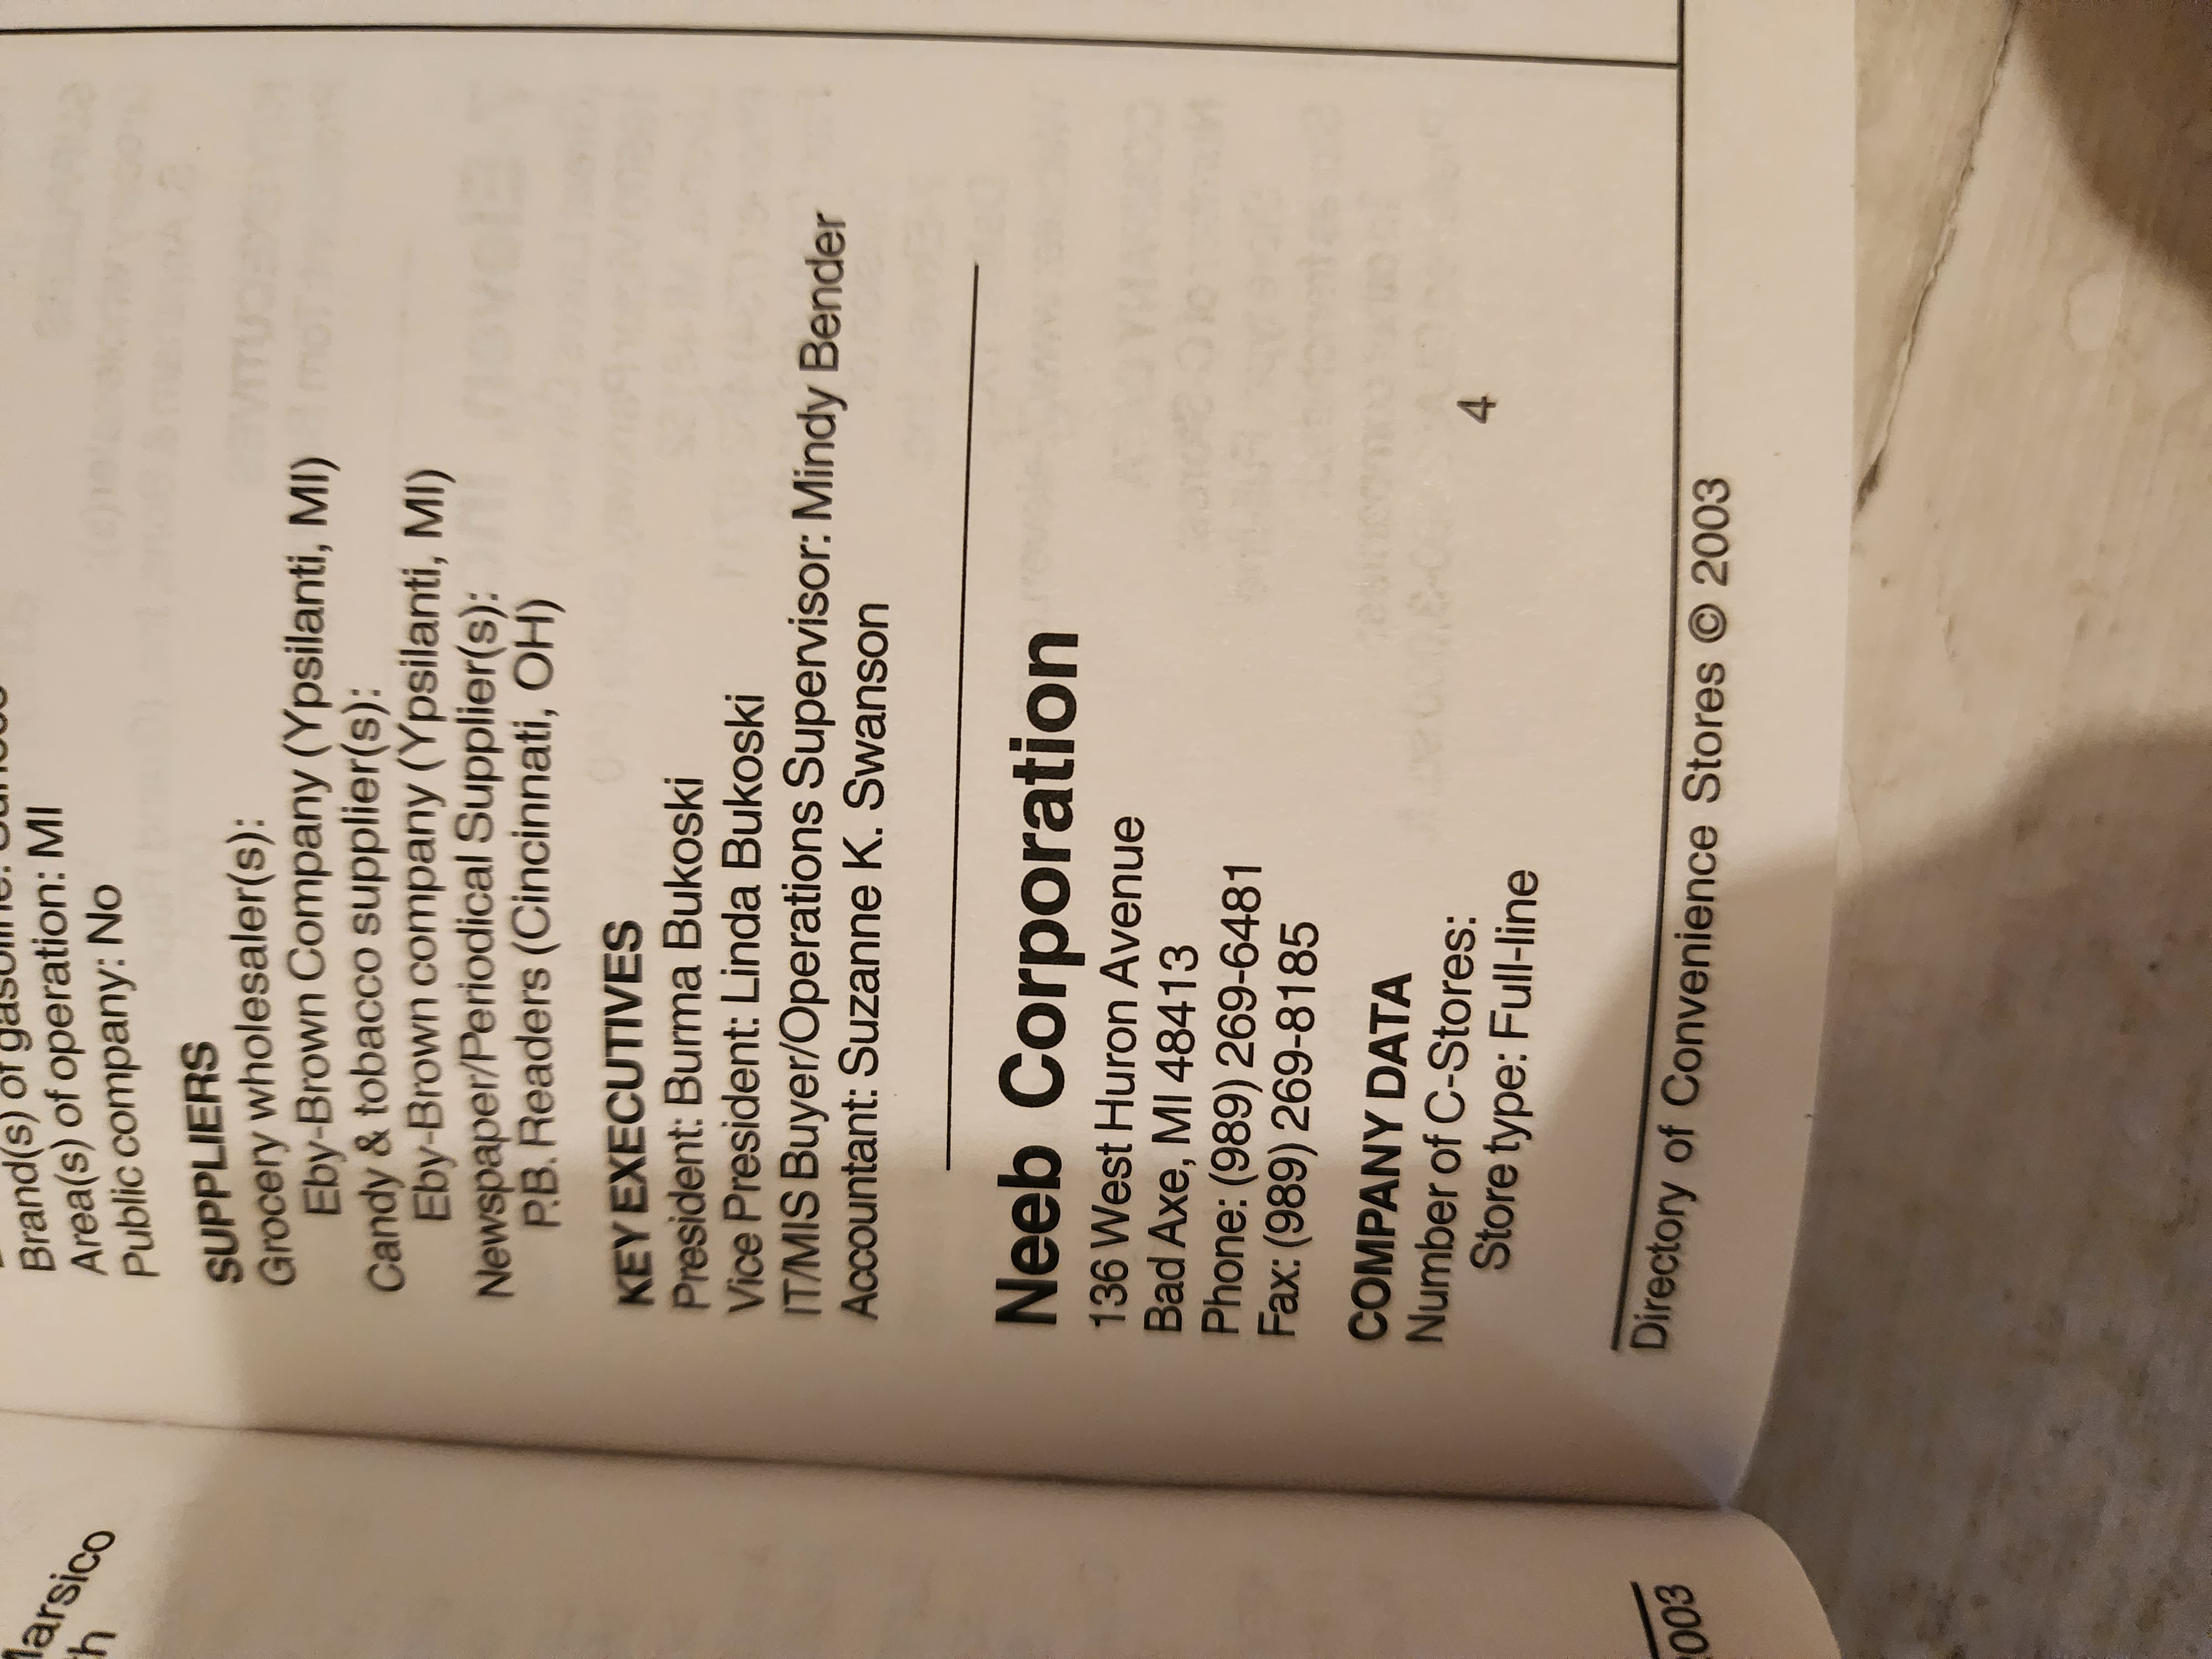 Brand(s) of gasoline:
Area(s) of operation: MI
Public company: No
SUPPLIERS
Grocery wholesaler(s):
Eby-Brown Company (Ypsilanti, MI)
Candy & tobacco supplier(s):
Eby-Brown company (Ypsilanti, MI)
Newspaper/Periodical Supplier(s):
P.B. Readers (Cincinnati, OH)
KEY EXECUTIVES
President: Burma Bukoski
Vice President: Linda Bukoski
IT/MIS Buyer/Operations Supervisor: Mindy Bender
Accountant: Suzanne K. Swanson
Neeb Corporation
136 West Huron Avenue
Bad Axe, MI 48413
Phone: (989) 269-6481
Fax: (989) 269-8185
COMPANY DATA
Number of C-Stores:
Store type: Full-line 4
Directory of Convenience Stores © 2003
Marsico